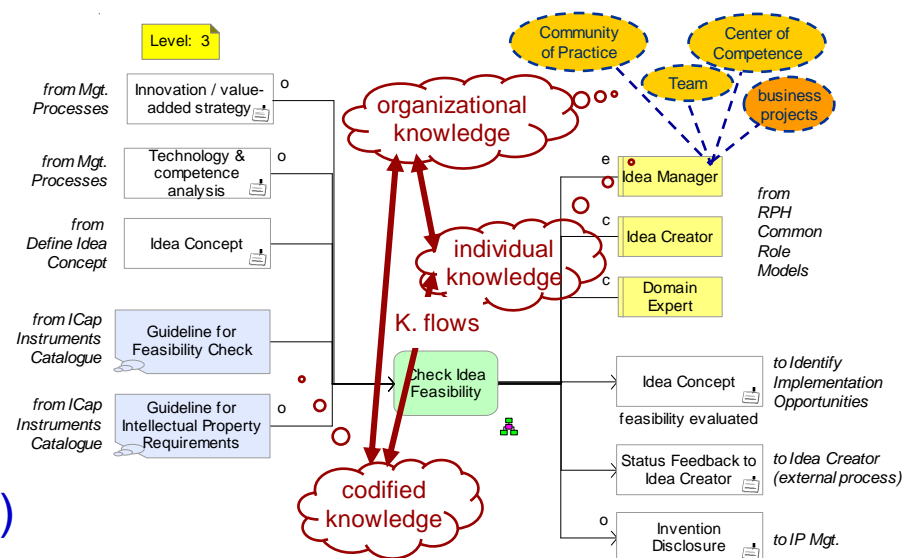 Level: 3
Community
of Practice
Center of
Competence
Team
business
projects
from Mgt.
Processes
Innovation / value-
added strategy
o
organizational
knowledge
from Mgt.
Processes
Technology &
competence
analysis
o
e
Idea Manager
from
RPH
Common
Role
Models
from
Define Idea
Concept
Idea Concept
c
Idea Creator
individual
knowledge
c
Domain
Expert
from ICap
Instruments
Catalogue
Guideline for
Feasibility Check
K. flows
Check Idea
Feasibility
Idea Concept
feasibility evaluated
to Identify
Implementation
Opportunities
from ICap
Instruments
Catalogue
Guideline for
Intellectual Property
Requirements
o
Status Feedback to
Idea Creator
to Idea Creator
(external process)
codified
knowledge
)
o
Invention
Disclosure
to IP Mgt.